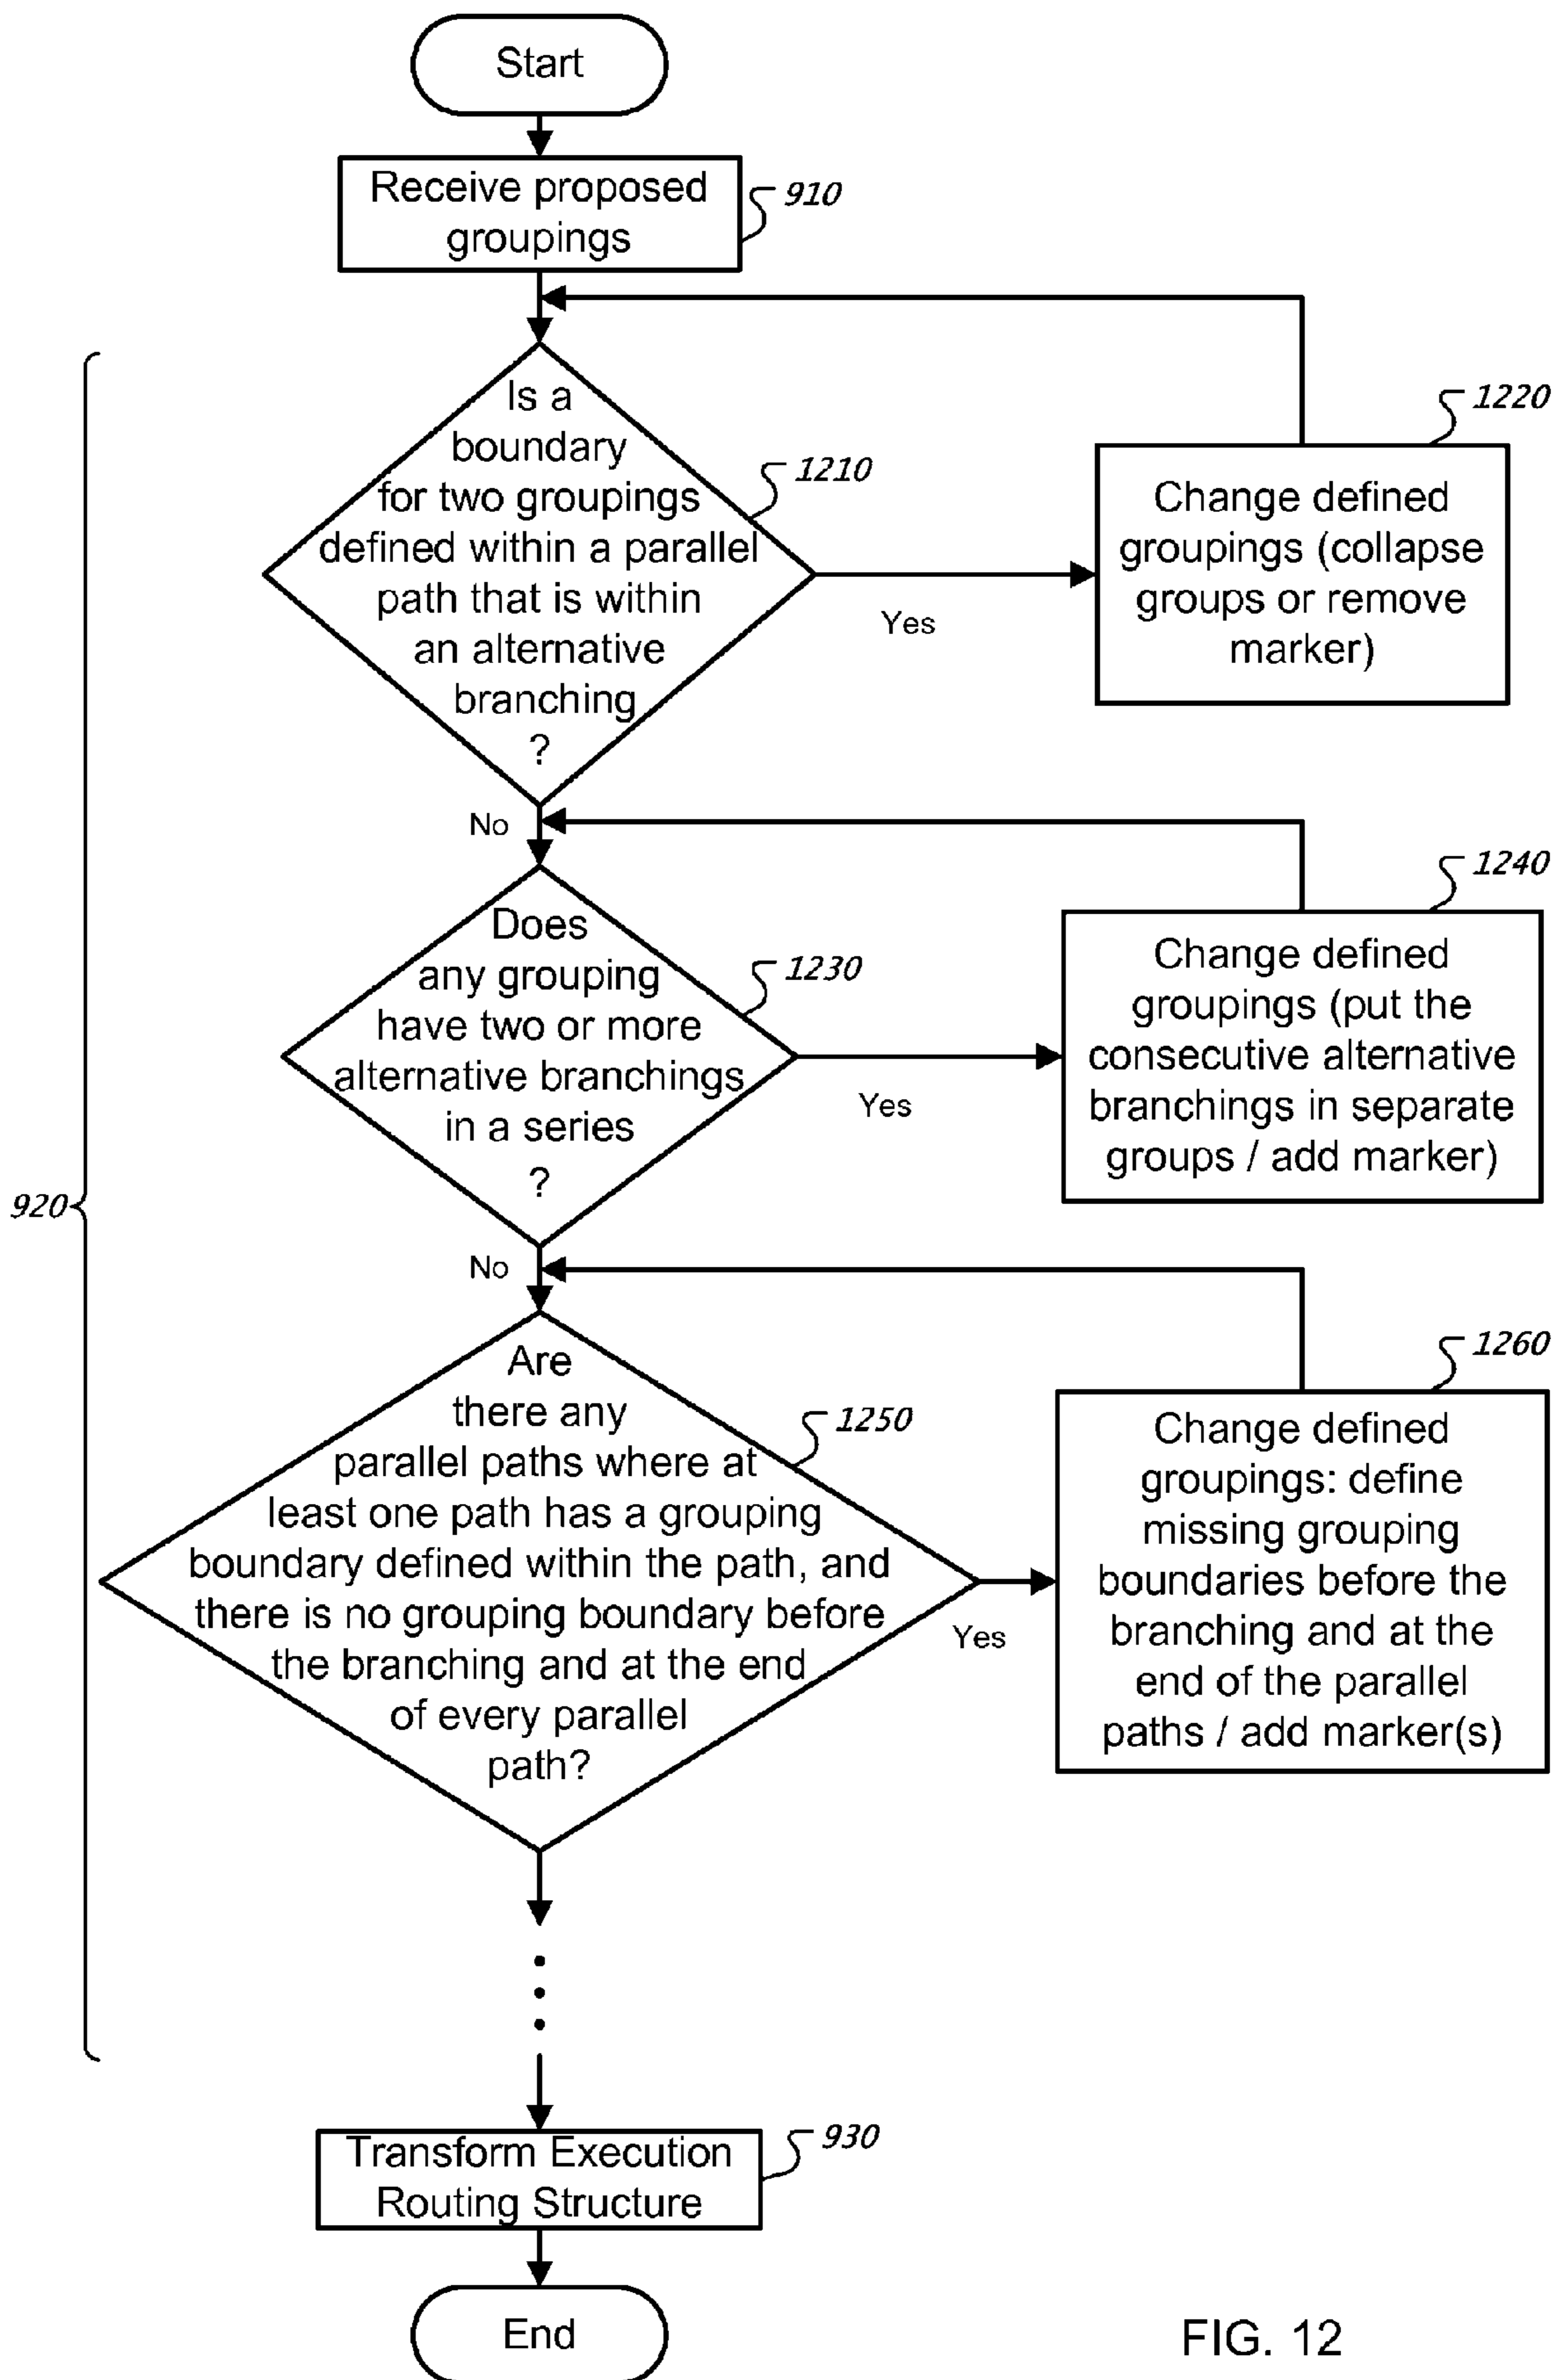 Start
Receive proposed
groupings
910
Is a
boundary
for two groupings
defined within a parallel
path that is within
an alternative
branching
?
1210
Yes
1220
Change defined
groupings (collapse
groups or remove
marker)
No
Does
any grouping
have two or more
alternative branchings
in a series
?
1230
Yes
1240
Change defined
groupings (put the
consecutive alternative
branchings in separate
groups / add marker)
920
No
Are
there any
parallel paths where at
least one path has a grouping
boundary defined within the path, and
there is no grouping boundary before
the branching and at the end
of every parallel
path?
1250
Yes
1260
Change defined
groupings: define
missing grouping
boundaries before the
branching and at the
end of the parallel
paths / add marker(s)
Transform Execution
Routing Structure
930
End
FIG. 12